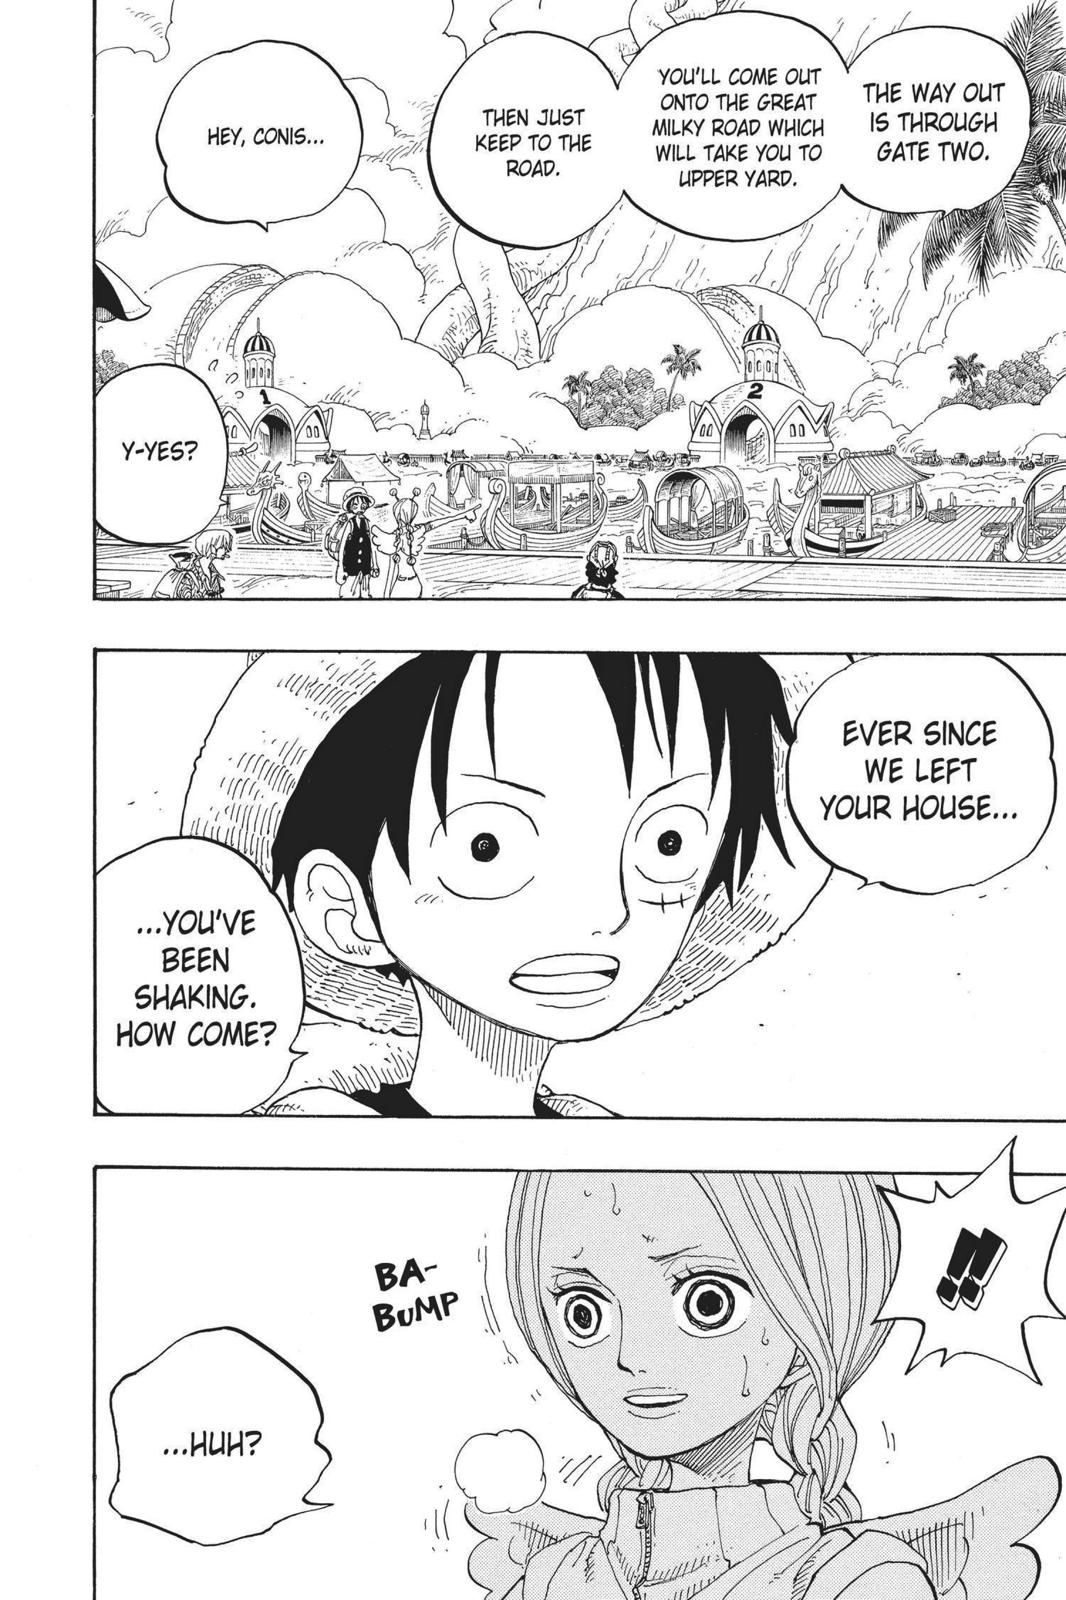 THE WAY OUT
IS THROUGH
GATE TWO.
YOU'LL COME OUT
ONTO THE GREAT
MILKY ROAD WHICH
WILL TAKE YOU TO
UPPER YARD.
THEN JUST
KEEP TO THE
ROAD.
HEY, CONIS...
1
2
Y-YES?
EVER SINCE
WE LEFT
YOUR HOUSE...
...YOU'VE
BEEN
SHAKING.
HOW COME?
!!
BA-
BUMP
...HUH?